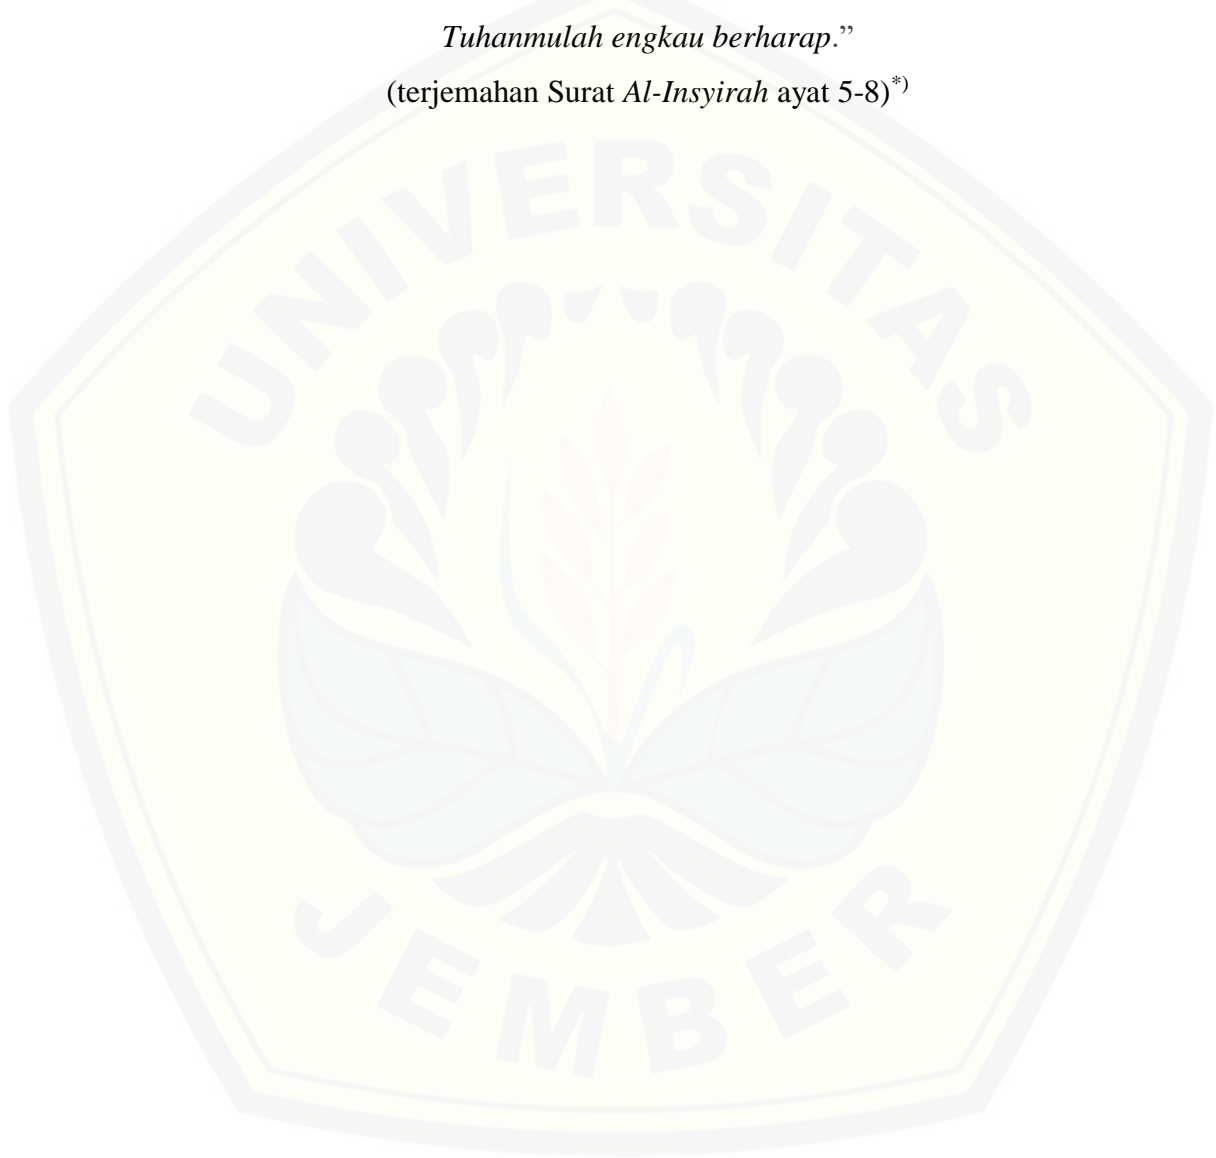 Tuhanmulah engkau berharap.”
(terjemahan Surat Al-Insyirah ayat 5-8)*)
UNIVERSITAS
JEMBER